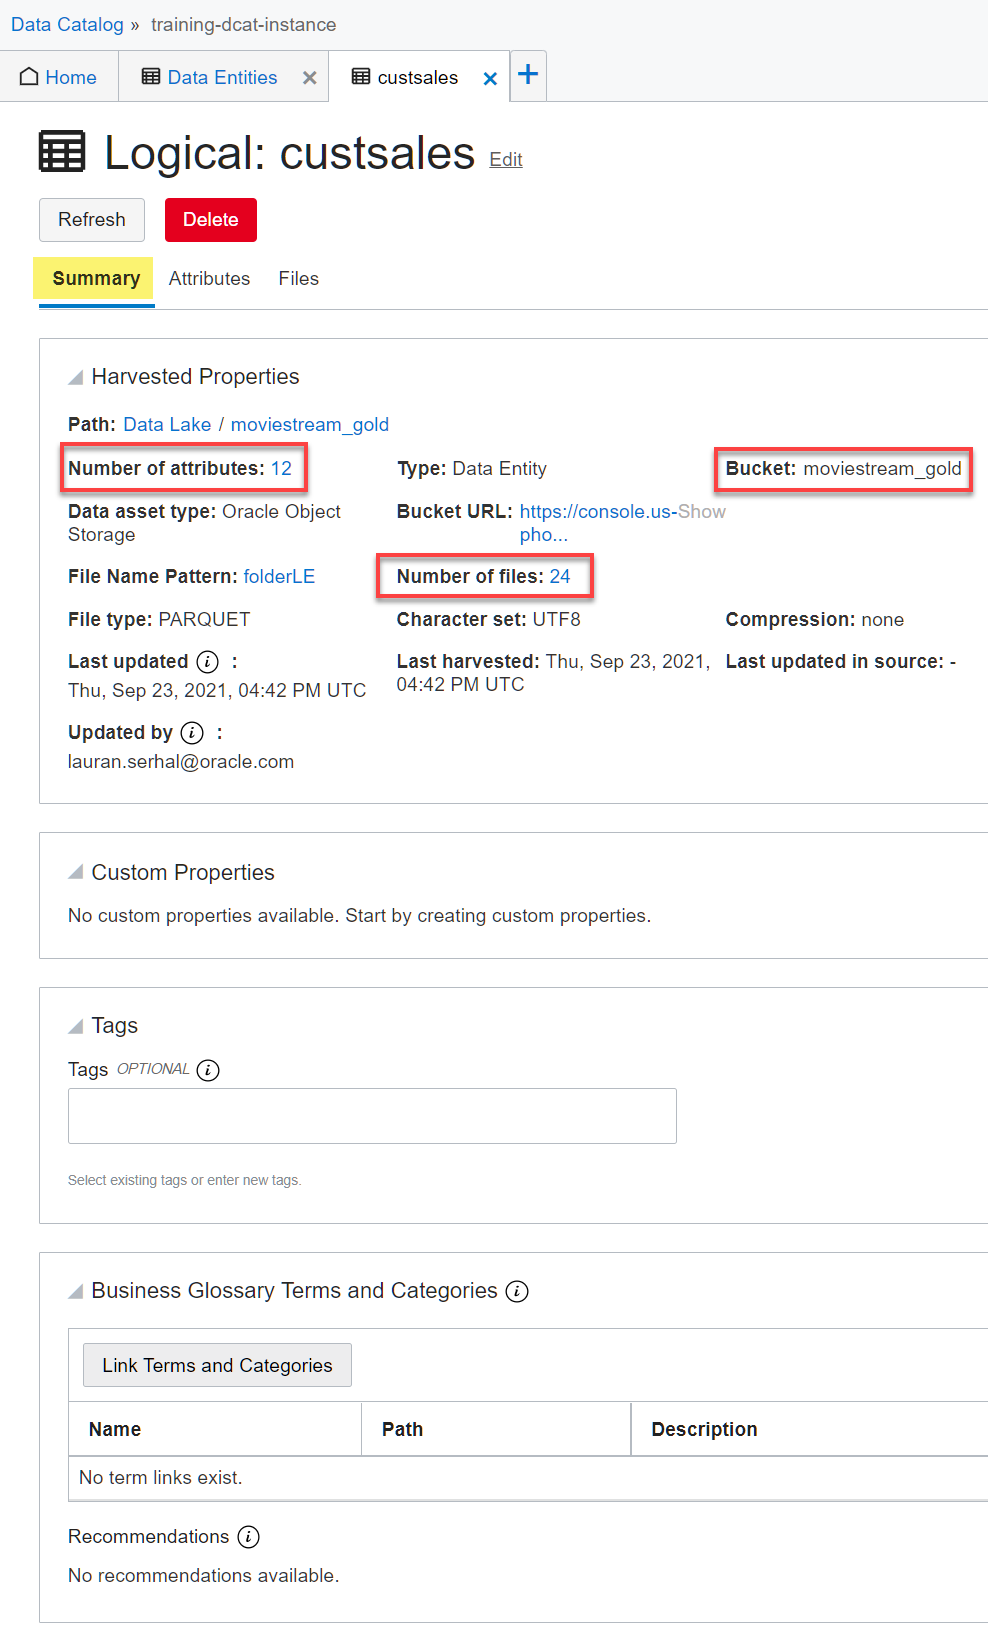 Data Catalog » training-dcat-instance
Home Data Entities × custsales × +
Logical: custsales Edit
Refresh Delete
Summary Attributes Files
Harvested Properties
Path: Data Lake / moviestream_gold
Number of attributes: 12 Type: Data Entity Bucket: moviestream_gold
Data asset type: Oracle Object Bucket URL: https://console.us-Show
Storage pho...
File Name Pattern: folderLE Number of files: 24
File type: PARQUET Character set: UTF8 Compression: none
Last updated i : Last harvested: Thu, Sep 23, 2021, Last updated in source: -
Thu, Sep 23, 2021, 04:42 PM UTC 04:42 PM UTC
Updated by i :
lauran.serhal@oracle.com
Custom Properties
No custom properties available. Start by creating custom properties.
Tags
Tags OPTIONAL i
Select existing tags or enter new tags.
Business Glossary Terms and Categories i
Link Terms and Categories
Name Path Description
No term links exist.
Recommendations i
No recommendations available.